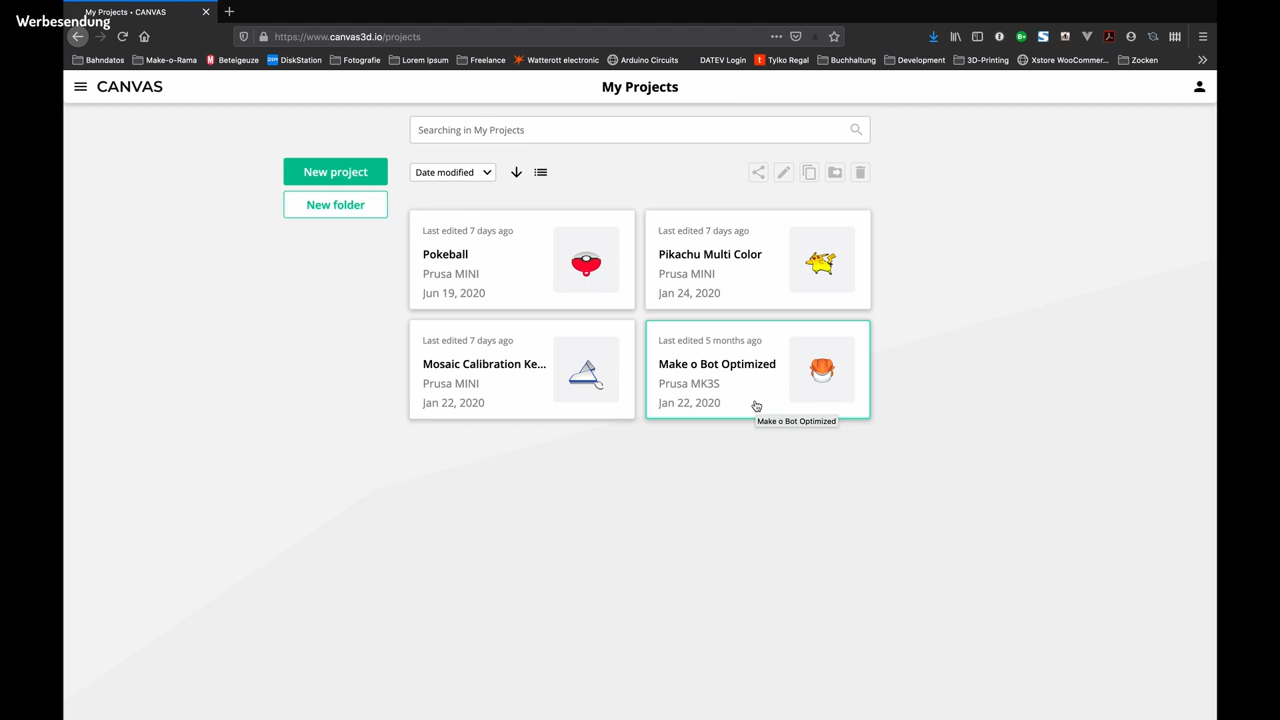 My Projects • CANVAS
Werbesendung
https://www.canvas3d.io/projects
Bahndatos Make-o-Rama Beteigeuze DiskStation Fotografie Lorem Ipsum Freelance Watterott electronic Arduino Circuits DATEV Login Tylko Regal Buchhaltung Development 3D-Printing Xstore WooCommer... Zocken
CANVAS
My Projects
Searching in My Projects
New project
Date modified
New folder
Last edited 7 days ago
Pokeball
Prusa MINI
Jun 19, 2020
Last edited 7 days ago
Pikachu Multi Color
Prusa MINI
Jan 24, 2020
Last edited 7 days ago
Mosaic Calibration Ke...
Prusa MINI
Jan 22, 2020
Last edited 5 months ago
Make o Bot Optimized
Prusa MK3S
Jan 22, 2020
Make o Bot Optimized